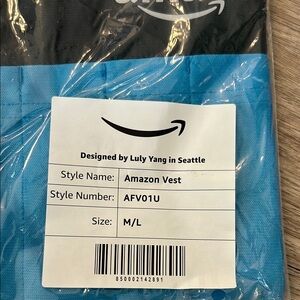 Designed by Luly Yang in Seattle
Style Name: Amazon Vest
Style Number: AFV01U
Size: M/L
850002142891